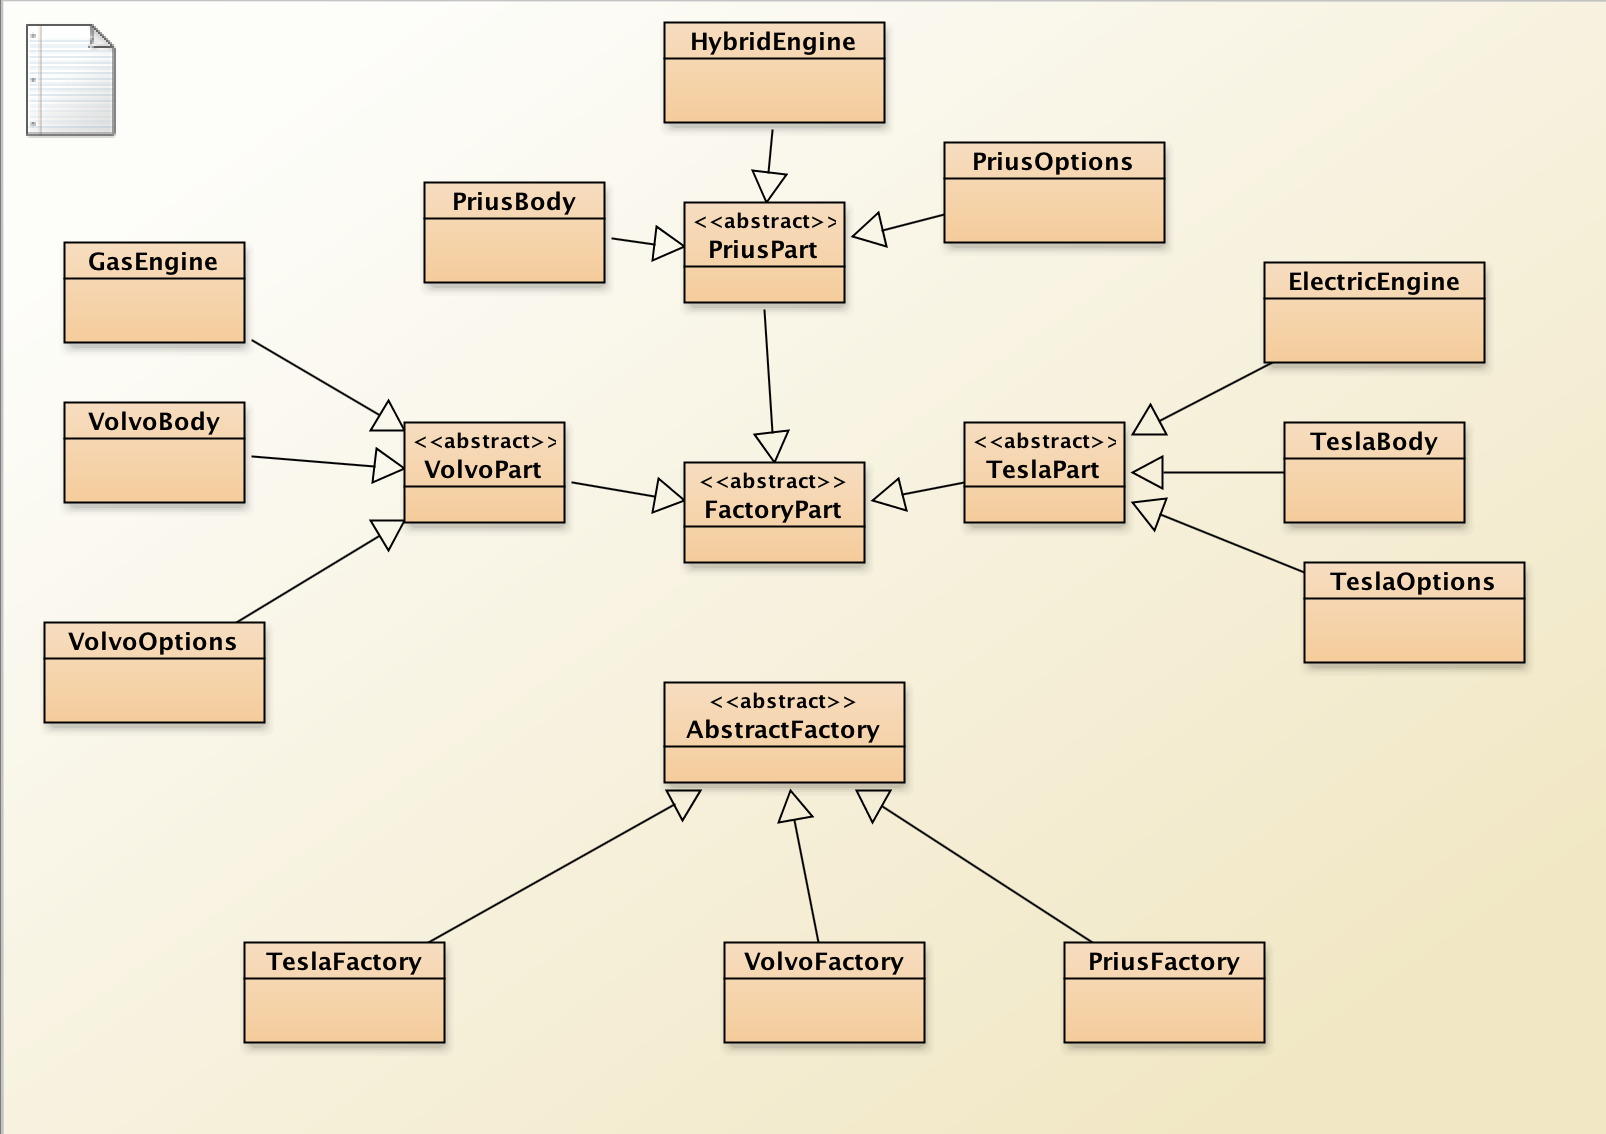 HybridEngine
PriusOptions
PriusBody
<<abstract>>
PriusPart
GasEngine
ElectricEngine
VolvoBody
<<abstract>>
VolvoPart
<<abstract>>
TeslaPart
TeslaBody
<<abstract>>
FactoryPart
TeslaOptions
VolvoOptions
<<abstract>>
AbstractFactory
TeslaFactory
VolvoFactory
PriusFactory